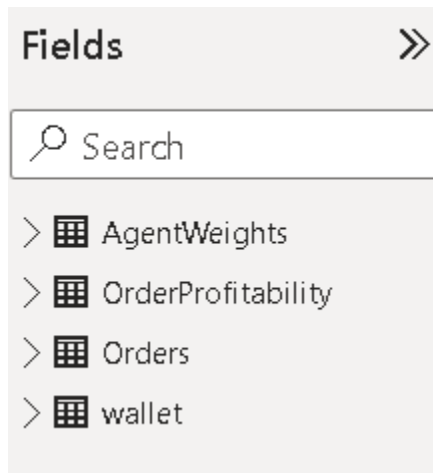 Fields
Search
AgentWeights
OrderProfitability
Orders
wallet